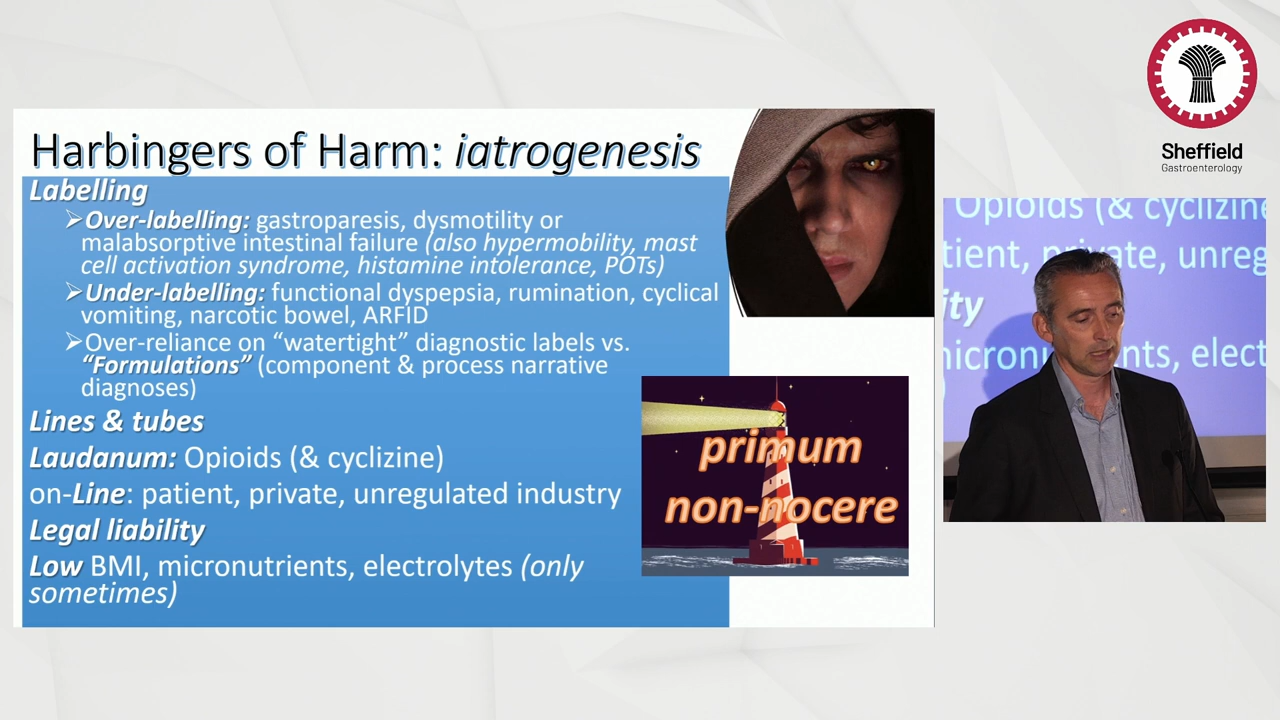 Harbingers of Harm: iatrogenesis
Labelling
➢Over-labelling: gastroparesis, dysmotility or
malabsorptive intestinal failure (also hypermobility, mast
cell activation syndrome, histamine intolerance, POTs)
➢Under-labelling: functional dyspepsia, rumination, cyclical
vomiting, narcotic bowel, ARFID
➢Over-reliance on “watertight” diagnostic labels vs.
“Formulations” (component & process narrative
diagnoses)
Lines & tubes
Laudanum: Opioids (& cyclizine)
on-Line: patient, private, unregulated industry
Legal liability
Low BMI, micronutrients, electrolytes (only
sometimes)
primum
non-nocere
Sheffield
Gastroenterology
Opioids (& cyclizine
tient, private, unreg
ity
nts, elect